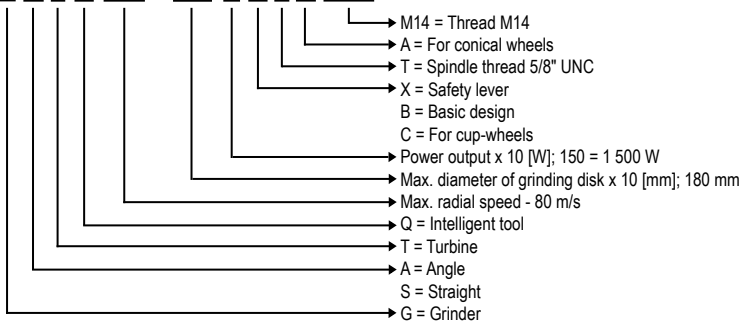 M14 = Thread M14
A = For conical wheels
T = Spindle thread 5/8" UNC
X = Safety lever
B = Basic design
C = For cup-wheels
Power output x 10 [W]; 150 = 1 500 W
Max. diameter of grinding disk x 10 [mm]; 180 mm
Max. radial speed - 80 m/s
Q = Intelligent tool
T = Turbine
A = Angle
S = Straight
G = Grinder